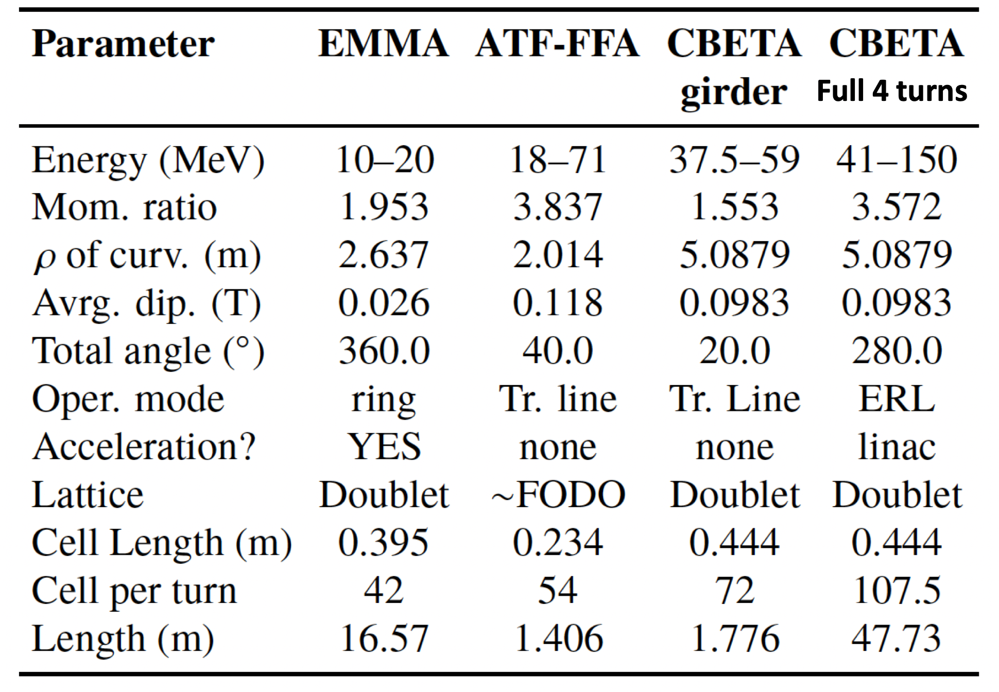 Parameter EMMA ATF-FFA CBETA CBETA
girder Full 4 turns
Energy (MeV) 10–20 18–71 37.5–59 41–150
Mom. ratio 1.953 3.837 1.553 3.572
ρ of curv. (m) 2.637 2.014 5.0879 5.0879
Avrg. dip. (T) 0.026 0.118 0.0983 0.0983
Total angle (°) 360.0 40.0 20.0 280.0
Oper. mode ring Tr. line Tr. Line ERL
Acceleration? YES none none linac
Lattice Doublet ~FODO Doublet Doublet
Cell Length (m) 0.395 0.234 0.444 0.444
Cell per turn 42 54 72 107.5
Length (m) 16.57 1.406 1.776 47.73